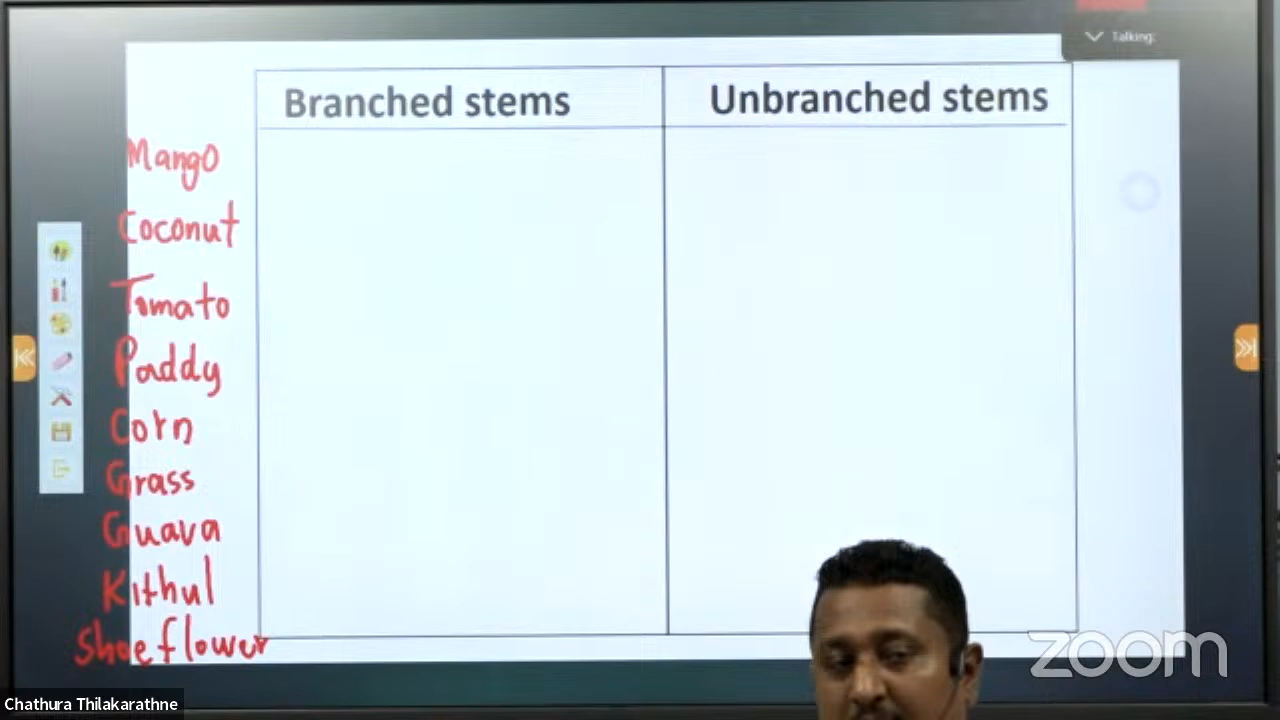 Talking:
Branched stems Unbranched stems
Mango
Coconut
Tomato
Paddy
Corn
Grass
Guava
Kithul
Shoeflower
zoom
Chathura Thilakarathne